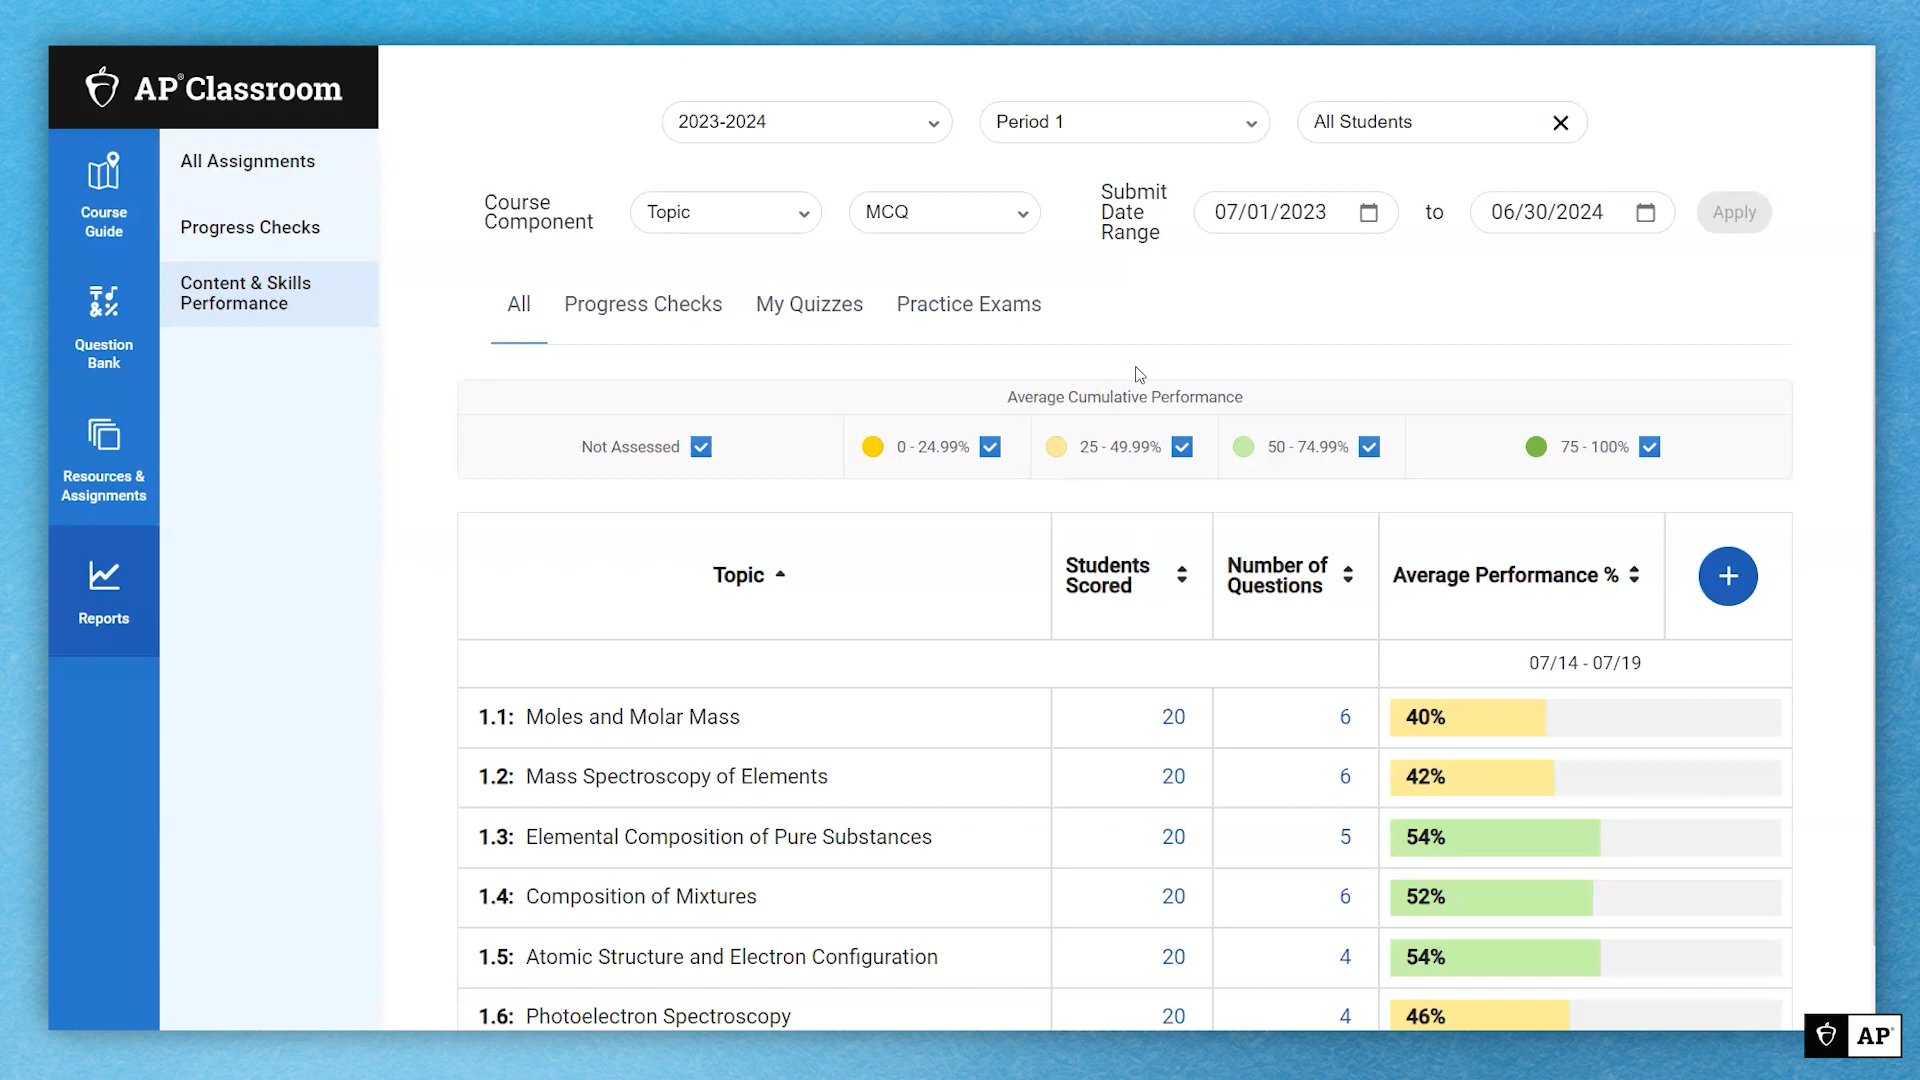 AP® Classroom
2023-2024
Period 1
All Students
Course
Guide
Question
Bank
Resources &
Assignments
Reports
All Assignments
Progress Checks
Content & Skills
Performance
Course
Component
Topic
MCQ
Submit
Date
Range
07/01/2023
to
06/30/2024
Apply
All
Progress Checks
My Quizzes
Practice Exams
Average Cumulative Performance
Not Assessed
0 - 24.99%
25 - 49.99%
50 - 74.99%
75 - 100%
Topic
Students
Scored
Number of
Questions
Average Performance %
07/14 - 07/19
1.1: Moles and Molar Mass 20 6 40%
1.2: Mass Spectroscopy of Elements 20 6 42%
1.3: Elemental Composition of Pure Substances 20 5 54%
1.4: Composition of Mixtures 20 6 52%
1.5: Atomic Structure and Electron Configuration 20 4 54%
1.6: Photoelectron Spectroscopy 20 4 46%
AP®